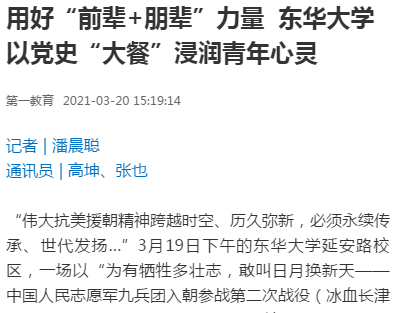 用好“前辈+朋辈”力量 东华大学
以党史“大餐”浸润青年心灵
第一教育 2021-03-20 15:19:14
记者 | 潘晨聪
通讯员 | 高坤、张也
“伟大抗美援朝精神跨越时空、历久弥新，必须永续传
承、世代发扬…”3月19日下午的东华大学延安路校
区，一场以“为有牺牲多壮志，敢叫日月换新天——
中国人民志愿军九兵团入朝参战第二次战役（冰血长津